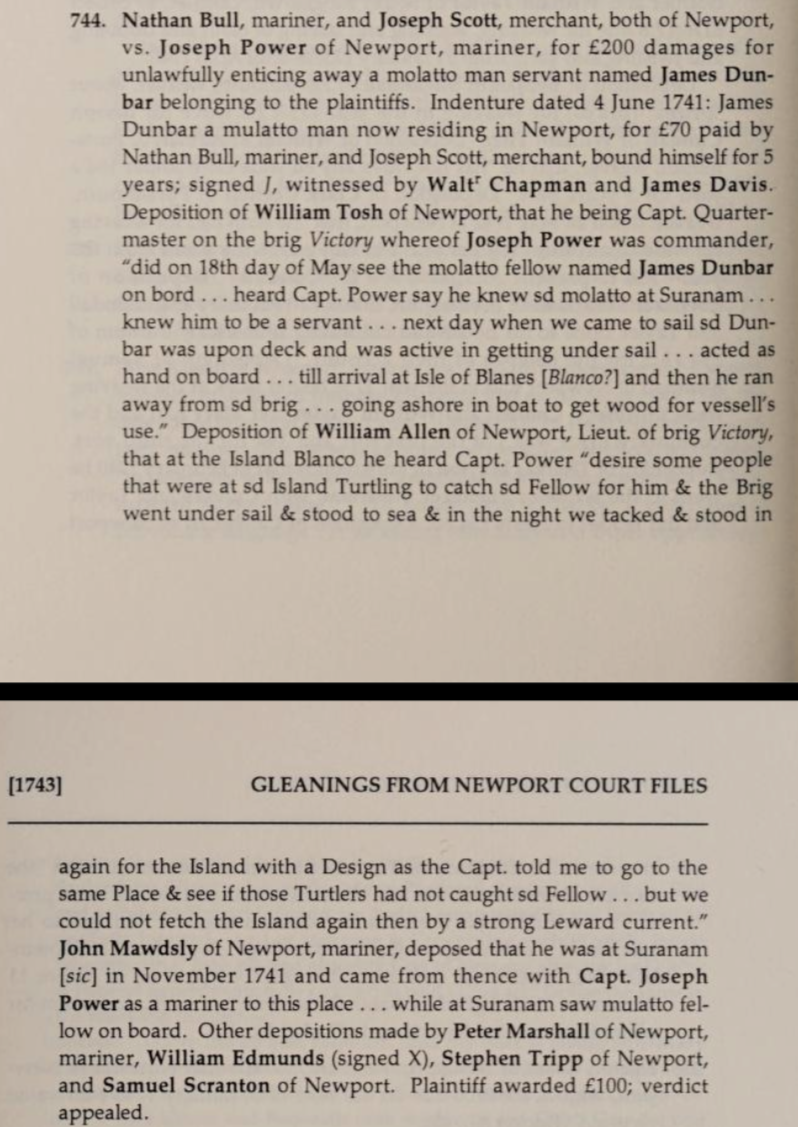 744. Nathan Bull, mariner, and Joseph Scott, merchant, both of Newport,
vs. Joseph Power of Newport, mariner, for £200 damages for
unlawfully enticing away a molatto man servant named James Dun-
bar belonging to the plaintiffs. Indenture dated 4 June 1741: James
Dunbar a mulatto man now residing in Newport, for £70 paid by
Nathan Bull, mariner, and Joseph Scott, merchant, bound himself for 5
years; signed J, witnessed by Waltʳ Chapman and James Davis.
Deposition of William Tosh of Newport, that he being Capt. Quarter-
master on the brig Victory whereof Joseph Power was commander,
"did on 18th day of May see the molatto fellow named James Dunbar
on bord . . . heard Capt. Power say he knew sd molatto at Suranam . . .
knew him to be a servant . . . next day when we came to sail sd Dun-
bar was upon deck and was active in getting under sail . . . acted as
hand on board . . . till arrival at Isle of Blanes [Blanco?] and then he ran
away from sd brig . . . going ashore in boat to get wood for vessell's
use." Deposition of William Allen of Newport, Lieut. of brig Victory,
that at the Island Blanco he heard Capt. Power "desire some people
that were at sd Island Turtling to catch sd Fellow for him & the Brig
went under sail & stood to sea & in the night we tacked & stood in
[1743] GLEANINGS FROM NEWPORT COURT FILES
again for the Island with a Design as the Capt. told me to go to the
same Place & see if those Turtlers had not caught sd Fellow . . . but we
could not fetch the Island again then by a strong Leward current."
John Mawdsly of Newport, mariner, deposed that he was at Suranam
[sic] in November 1741 and came from thence with Capt. Joseph
Power as a mariner to this place . . . while at Suranam saw mulatto fel-
low on board. Other depositions made by Peter Marshall of Newport,
mariner, William Edmunds (signed X), Stephen Tripp of Newport,
and Samuel Scranton of Newport. Plaintiff awarded £100; verdict
appealed.